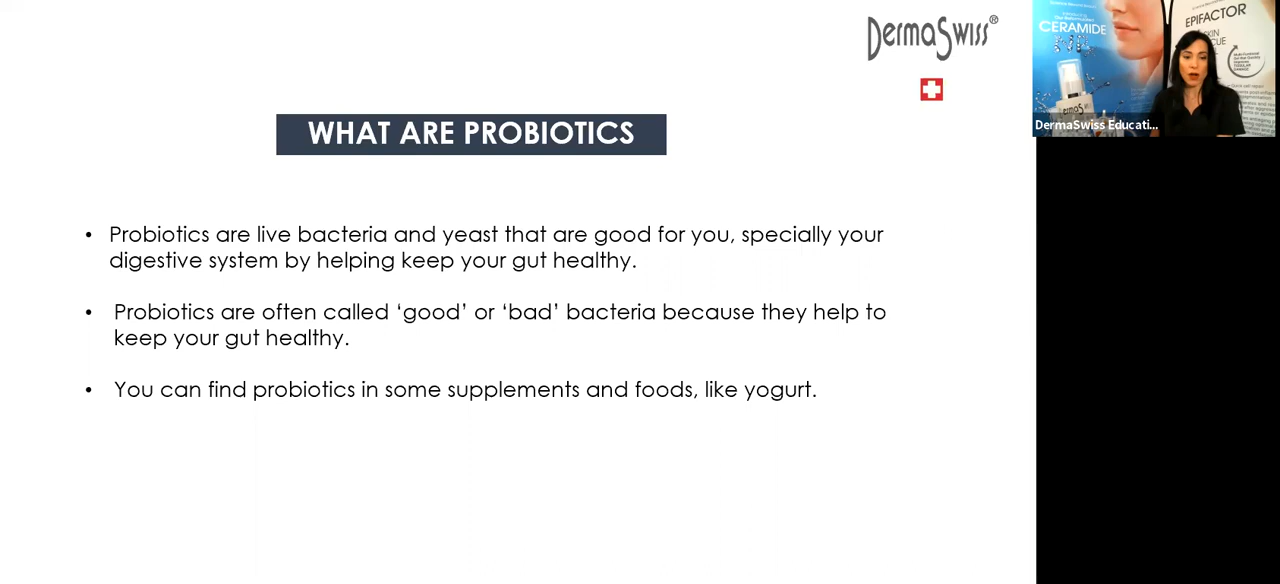 DermaSwiss®
WHAT ARE PROBIOTICS
• Probiotics are live bacteria and yeast that are good for you, specially your
digestive system by helping keep your gut healthy.
• Probiotics are often called ‘good’ or ‘bad’ bacteria because they help to
keep your gut healthy.
• You can find probiotics in some supplements and foods, like yogurt.
CERAMIDE
EPIFACTOR
DermaSwiss Educati...